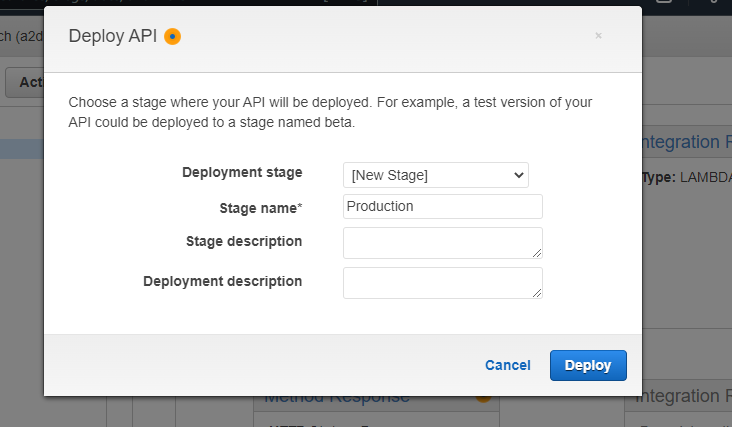 ch (a2d
Deploy API
×
Choose a stage where your API will be deployed. For example, a test version of your
API could be deployed to a stage named beta.
Deployment stage [New Stage]
Stage name* Production
Stage description
Deployment description
Cancel Deploy
Integration
Type: LAMBDA
Method Response
Integration